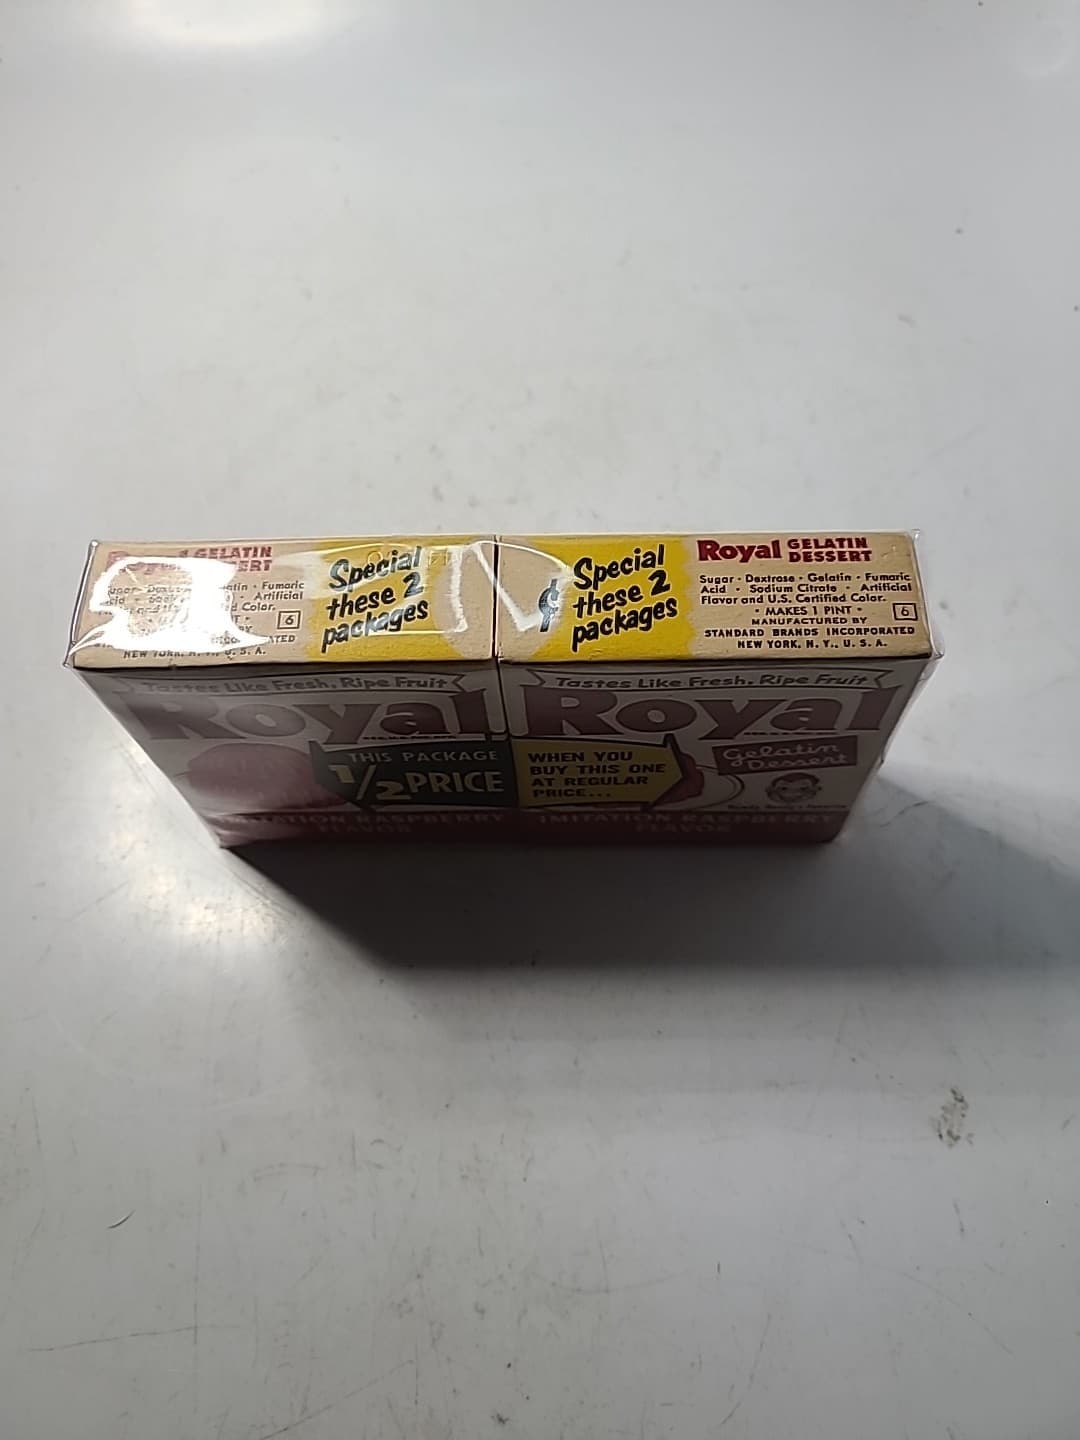 GELATIN
Special
these 2
packages
tin • Fumaric
• Artificial
Color.
6
NEW YORK, N. Y., U. S. A.
¢
Special
these 2
packages
Royal GELATIN
DESSERT
Sugar • Dextrose • Gelatin • Fumaric
Acid • Sodium Citrate • Artificial
Flavor and U.S. Certified Color.
• MAKES 1 PINT •
MANUFACTURED BY
STANDARD BRANDS INCORPORATED
NEW YORK, N. Y., U. S. A.
6
Tastes Like Fresh, Ripe Fruit
Royal
THIS PACKAGE
1/2 PRICE
IMITATION RASPBERRY
FLAVOR
Tastes Like Fresh, Ripe Fruit
Royal
Gelatin
Dessert
WHEN YOU
BUY THIS ONE
AT REGULAR
PRICE...
IMITATION RASPBERRY
FLAVOR